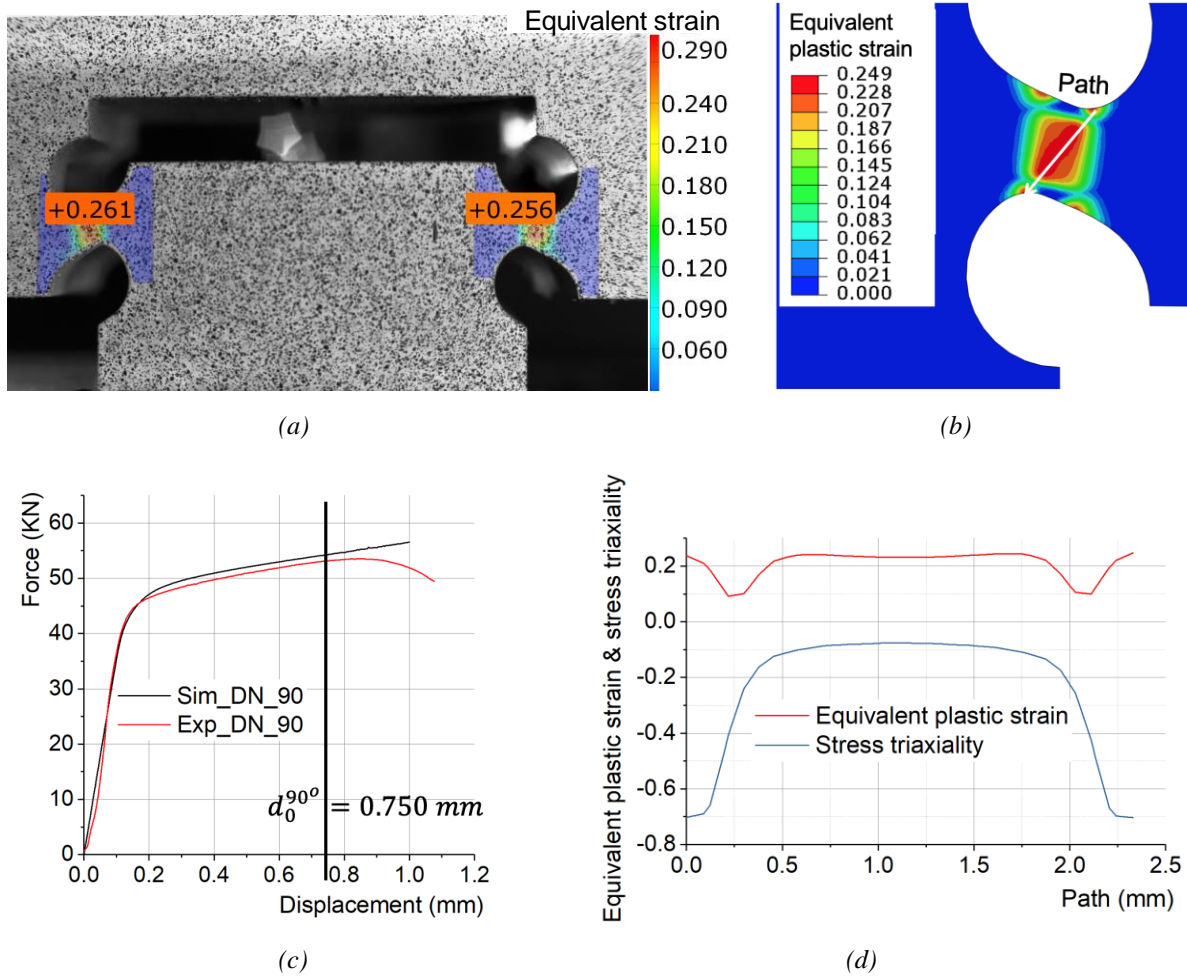 Equivalent strain
0.290
0.240
0.210
0.180
0.150
0.120
0.090
0.060
+0.261
+0.256
(a)
Equivalent
plastic strain
0.249
0.228
0.207
0.187
0.166
0.145
0.124
0.104
0.083
0.062
0.041
0.021
0.000
Path
(b)
Force (KN)
60
50
40
30
20
10
0
Sim_DN_90
Exp_DN_90
d₀⁹⁰ᵒ = 0.750 mm
0.0 0.2 0.4 0.6 0.8 1.0 1.2
Displacement (mm)
(c)
Equivalent plastic strain & stress triaxiality
0.2
0.0
-0.2
-0.4
-0.6
-0.8
Equivalent plastic strain
Stress triaxiality
0.0 0.5 1.0 1.5 2.0 2.5
Path (mm)
(d)